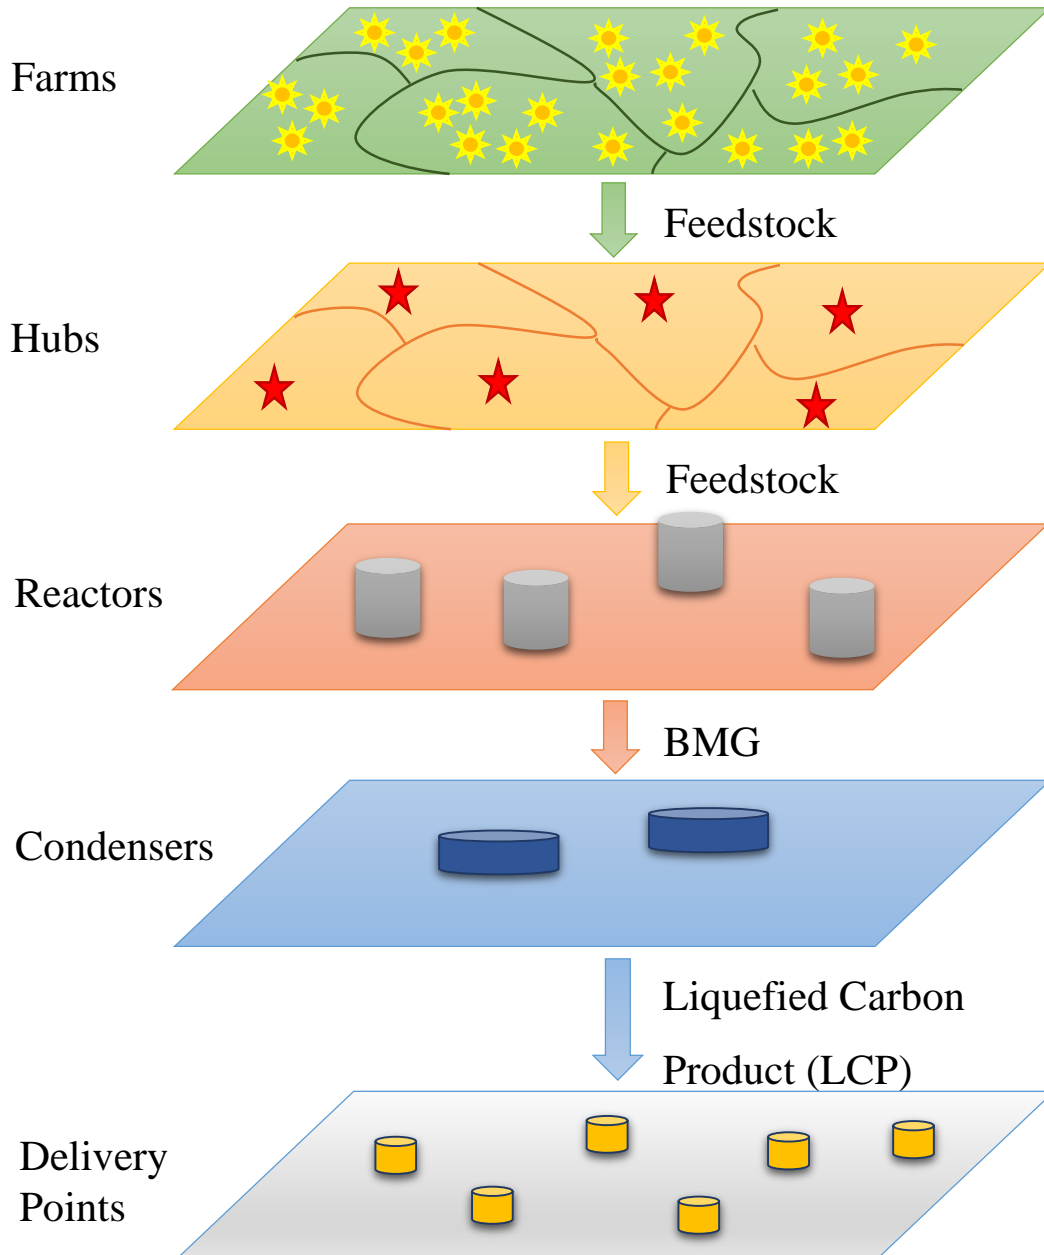 Farms
Feedstock
Hubs
Feedstock
Reactors
BMG
Condensers
Liquefied Carbon
Product (LCP)
Delivery
Points